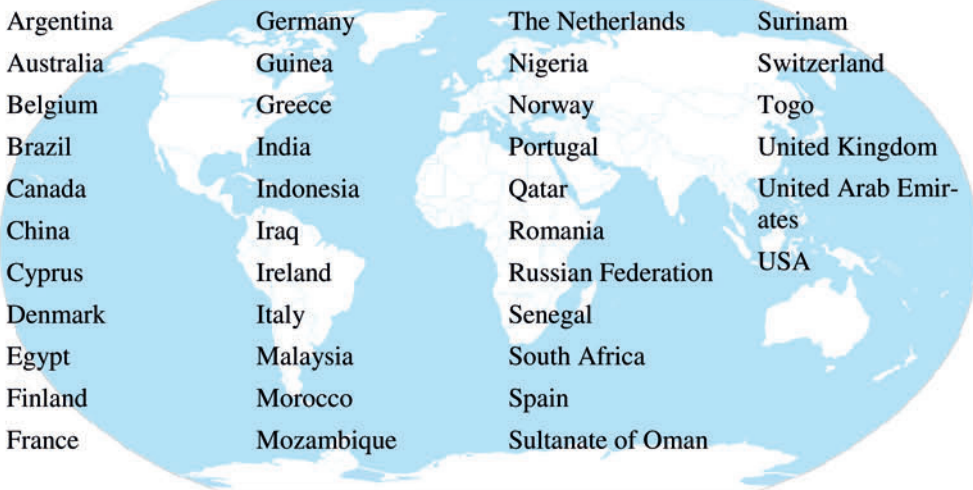 Argentina
Australia
Belgium
Brazil
Canada
China
Cyprus
Denmark
Egypt
Finland
France
Germany
Guinea
Greece
India
Indonesia
Iraq
Ireland
Italy
Malaysia
Morocco
Mozambique
The Netherlands
Nigeria
Norway
Portugal
Qatar
Romania
Russian Federation
Senegal
South Africa
Spain
Sultanate of Oman
Surinam
Switzerland
Togo
United Kingdom
United Arab Emir-
ates
USA